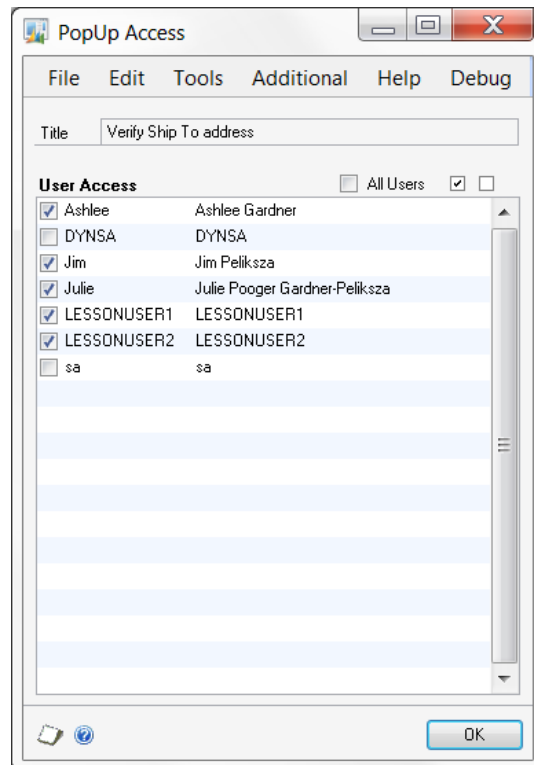 PopUp Access
File Edit Tools Additional Help Debug
Title Verify Ship To address
User Access All Users
Ashlee Ashlee Gardner
DYNSA DYNSA
Jim Jim Peliksza
Julie Julie Pooger Gardner-Peliksza
LESSONUSER1 LESSONUSER1
LESSONUSER2 LESSONUSER2
sa sa
OK